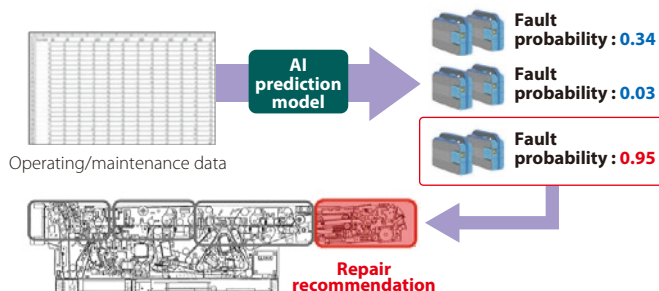 Fault
probability : 0.34
AI
prediction
model
Fault
probability : 0.03
Fault
probability : 0.95
Operating/maintenance data
Repair
recommendation